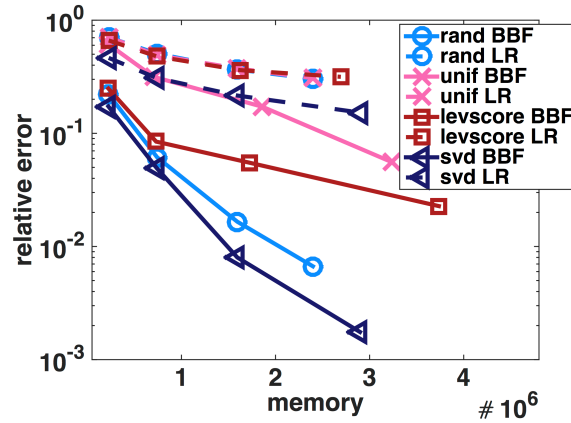 10^0
10^-1
10^-2
10^-3
relative error
rand BBF
rand LR
unif BBF
unif LR
levscore BBF
levscore LR
svd BBF
svd LR
1 2 3 4
memory
# 10^6